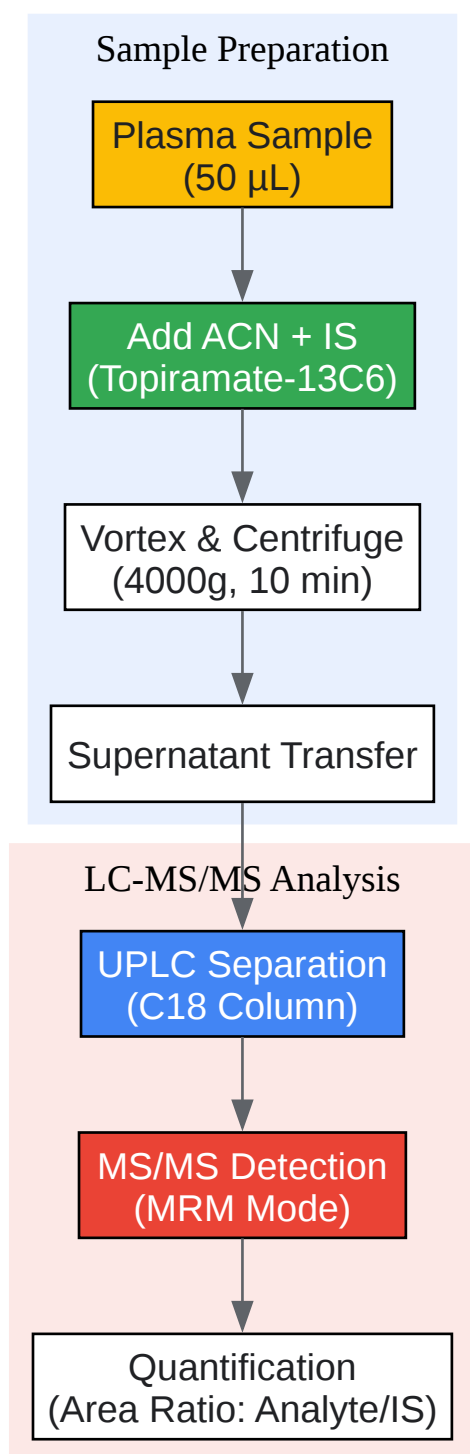 Sample Preparation
Plasma Sample
(50 µL)
Add ACN + IS
(Topiramate-13C6)
Vortex & Centrifuge
(4000g, 10 min)
Supernatant Transfer
LC-MS/MS Analysis
UPLC Separation
(C18 Column)
MS/MS Detection
(MRM Mode)
Quantification
(Area Ratio: Analyte/IS)